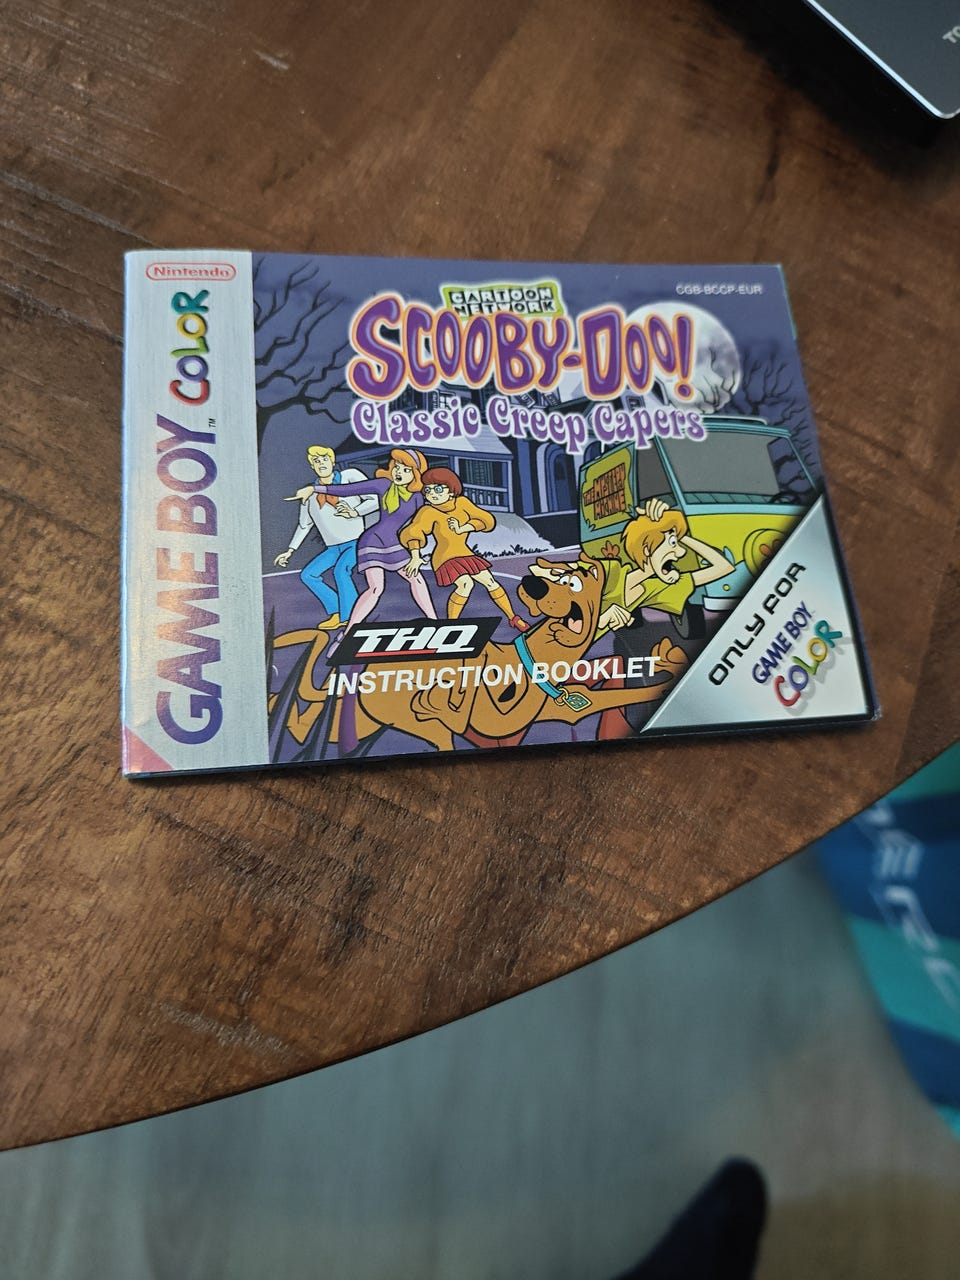 Nintendo
GAME BOY COLOR
TM
CGB-BCCP-EUR
CARTOON
NETWORK
SCOOBY-DOO!
Classic Creep Capers
THE MYSTERY
MACHINE
THQ
INSTRUCTION BOOKLET
ONLY FOR
GAME BOY
COLOR